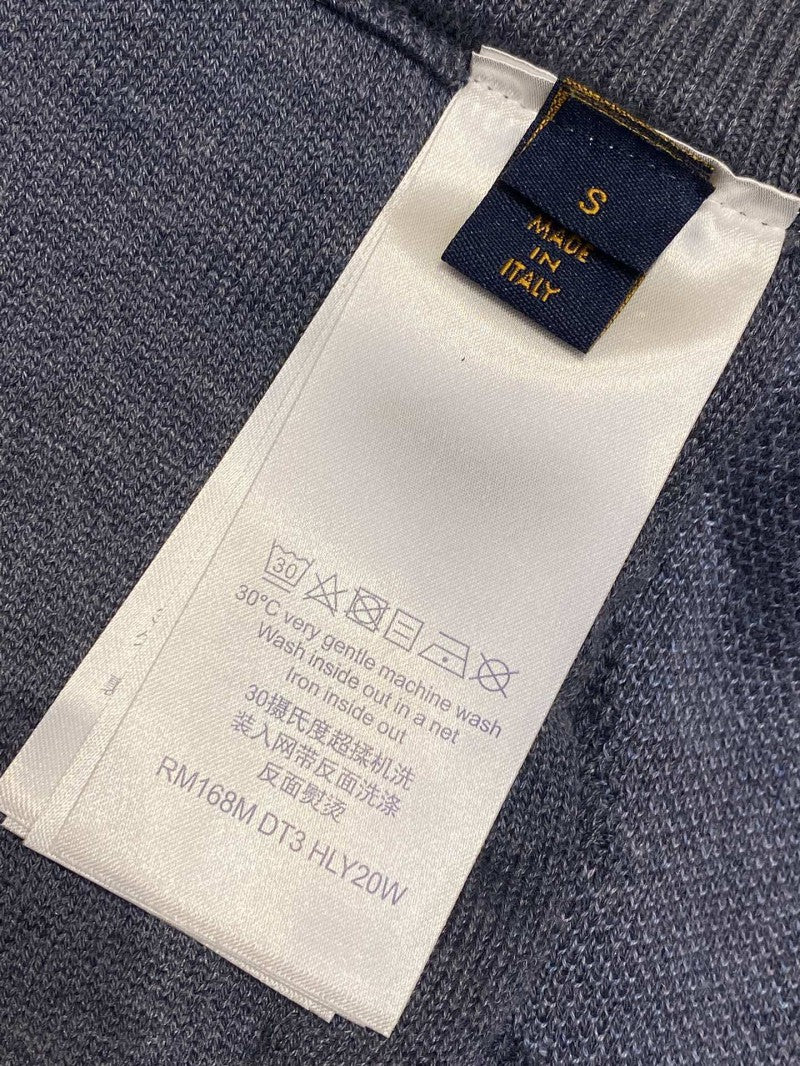 S
MADE
IN
ITALY
30
30°C very gentle machine wash
Wash inside out in a net
Iron inside out
30摄氏度超揉机洗
装入网带反面洗涤
反面熨烫
RM168M DT3 HLY20W